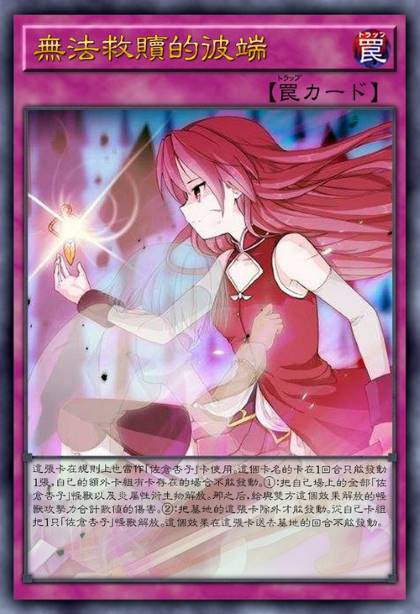 無法救贖的彼端
トラップ
罠
トラップ
【罠カード】
這張卡在規則上也當作「佐倉杏子」卡使用。這個卡名的卡在1回合只能發動
1張,自己的額外卡組有卡存在的場合不能發動。①:把自己場上的全部「佐
倉杏子」怪獸以及炎屬性衍生物解放。那之後,給與雙方這個效果解放的怪
獸攻擊力合計數值的傷害。②:把墓地的這張卡除外才能發動。從自己卡組
把1只「佐倉杏子」怪獸解放。這個效果在這張卡送去墓地的回合不能發動。